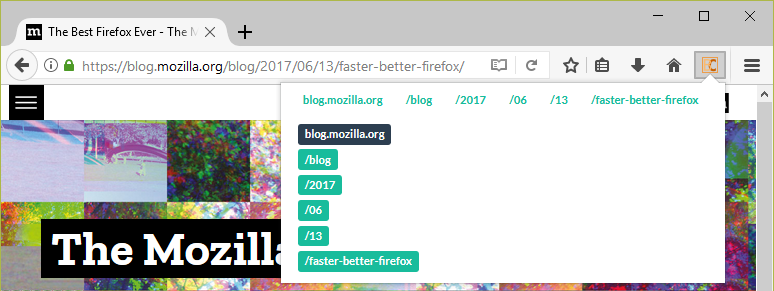 m The Best Firefox Ever - The M
https://blog.mozilla.org/blog/2017/06/13/faster-better-firefox/
blog.mozilla.org /blog /2017 /06 /13 /faster-better-firefox
blog.mozilla.org
/blog
/2017
/06
/13
/faster-better-firefox
The Mozilla